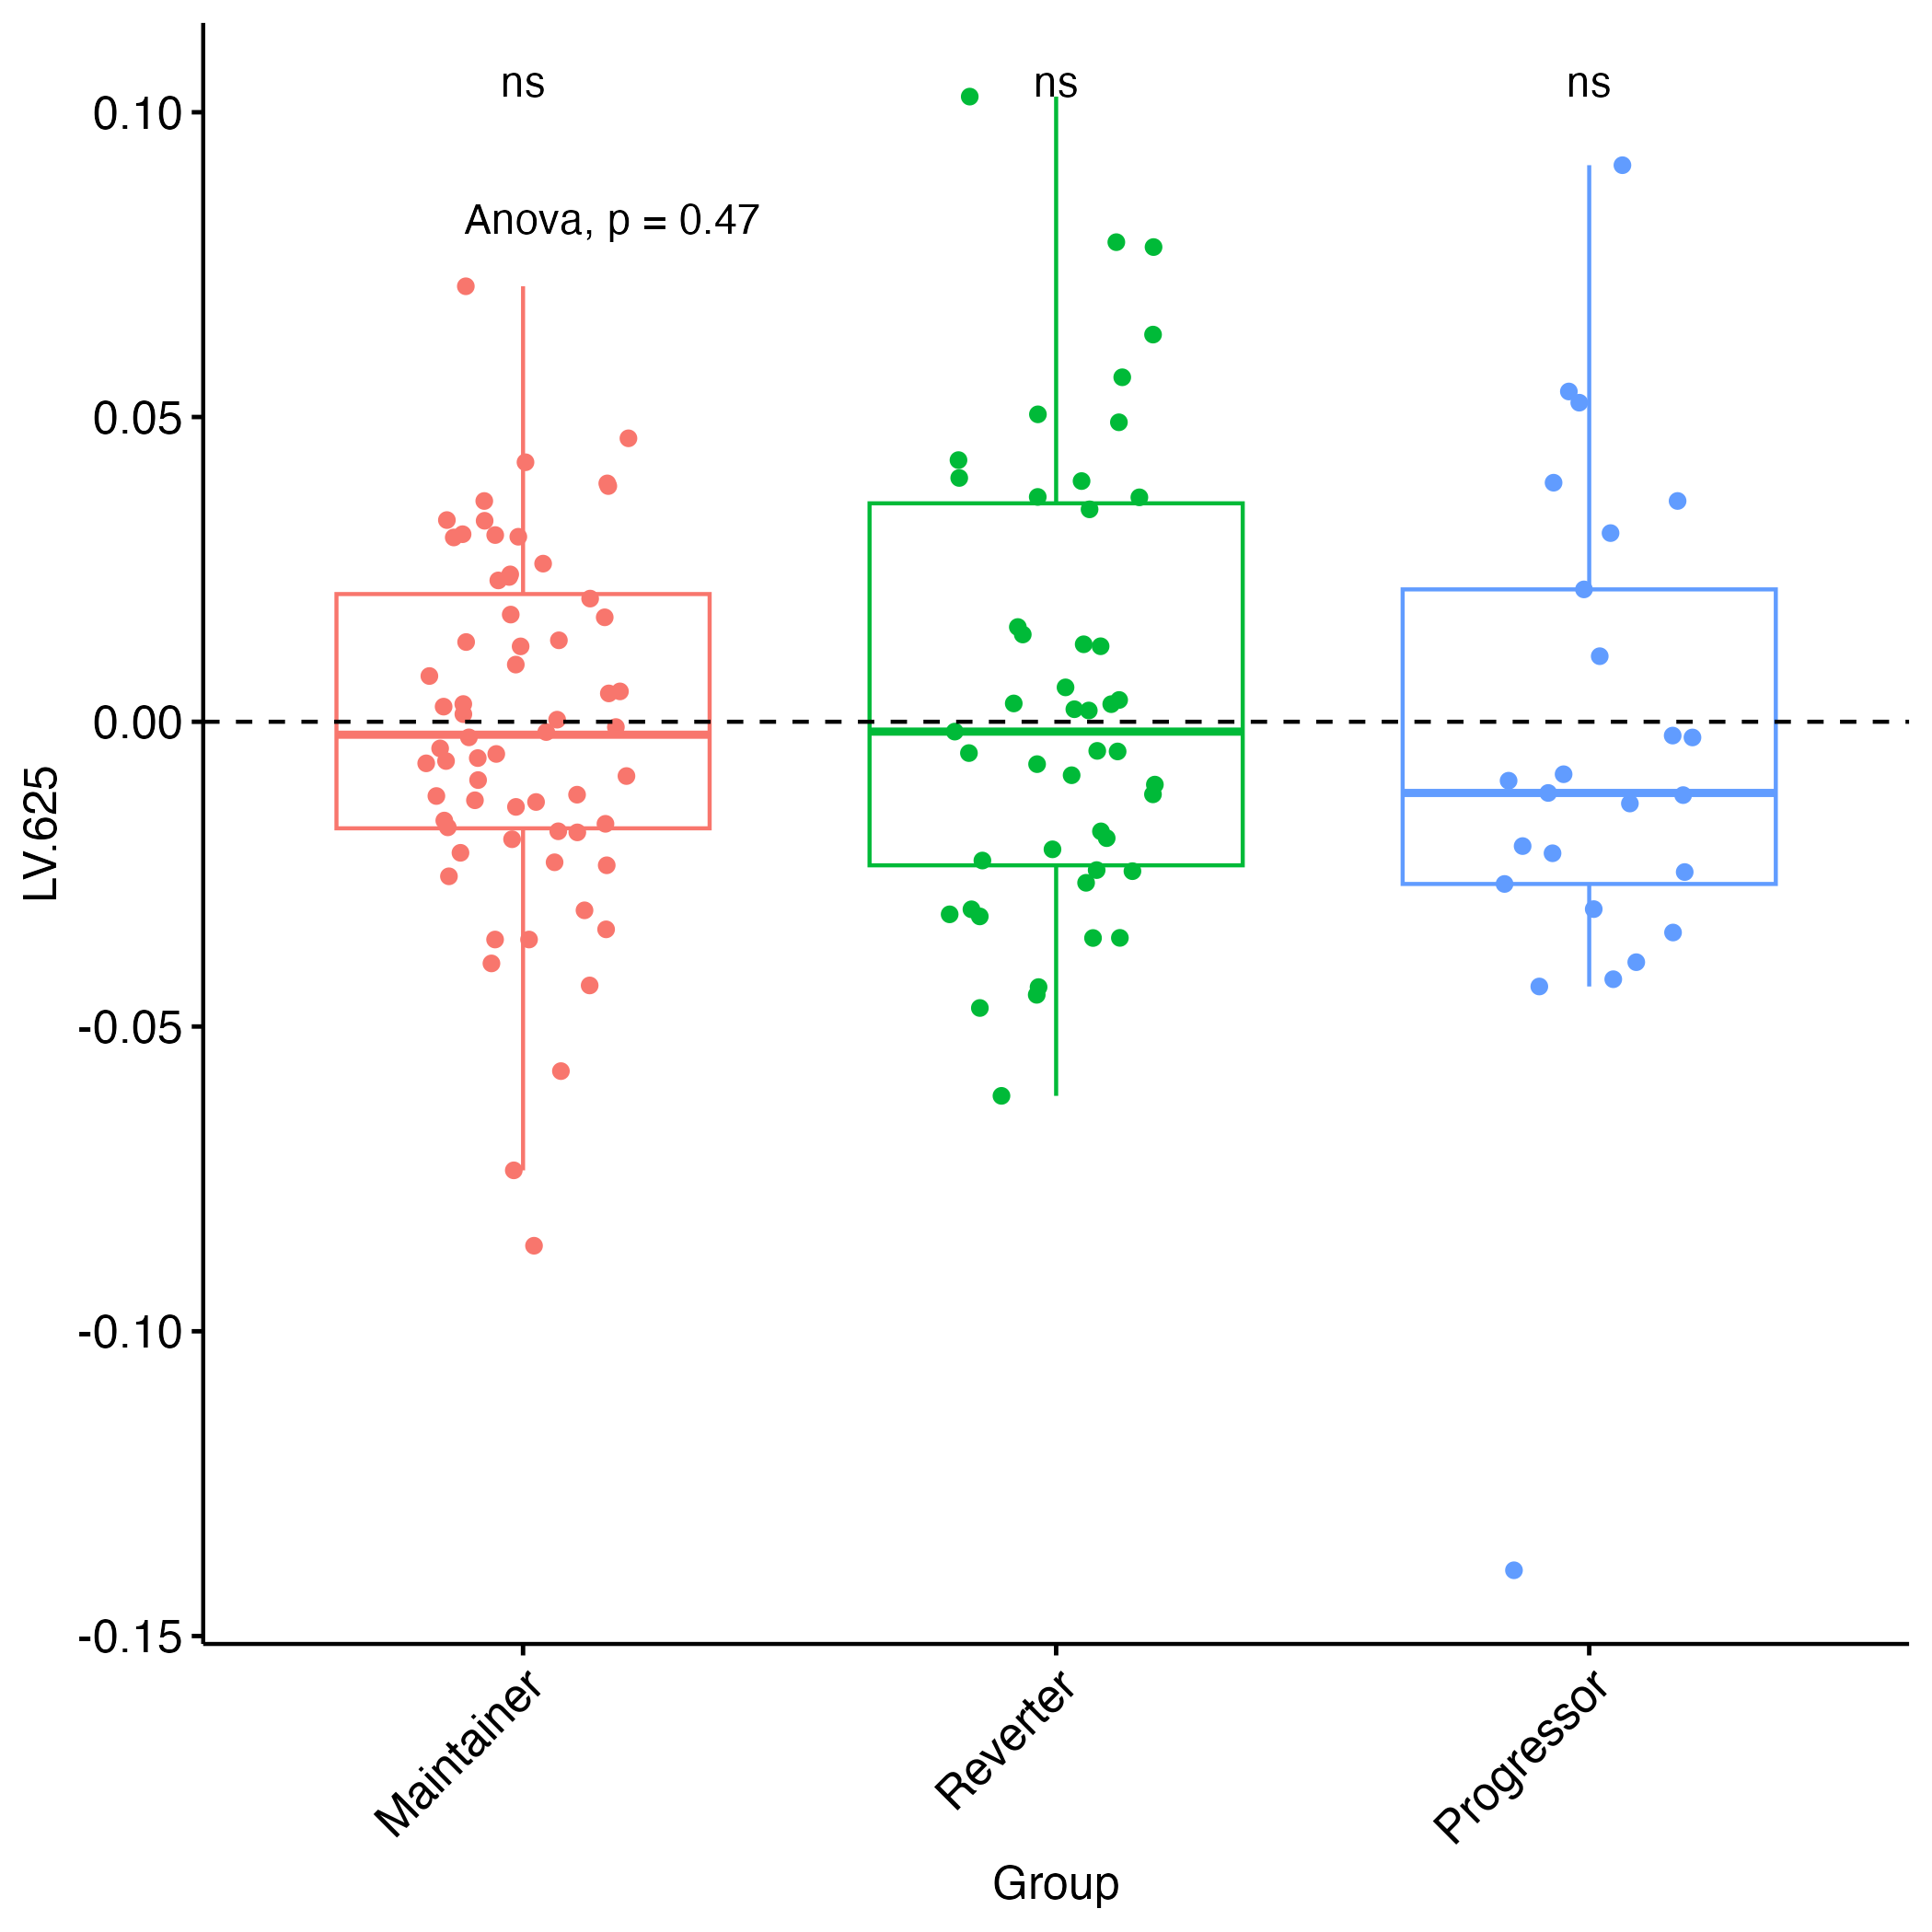 ns ns ns
Anova, p = 0.47
0.10
0.05
0.00
-0.05
-0.10
-0.15
LV.625
Maintainer Reverter Progressor
Group